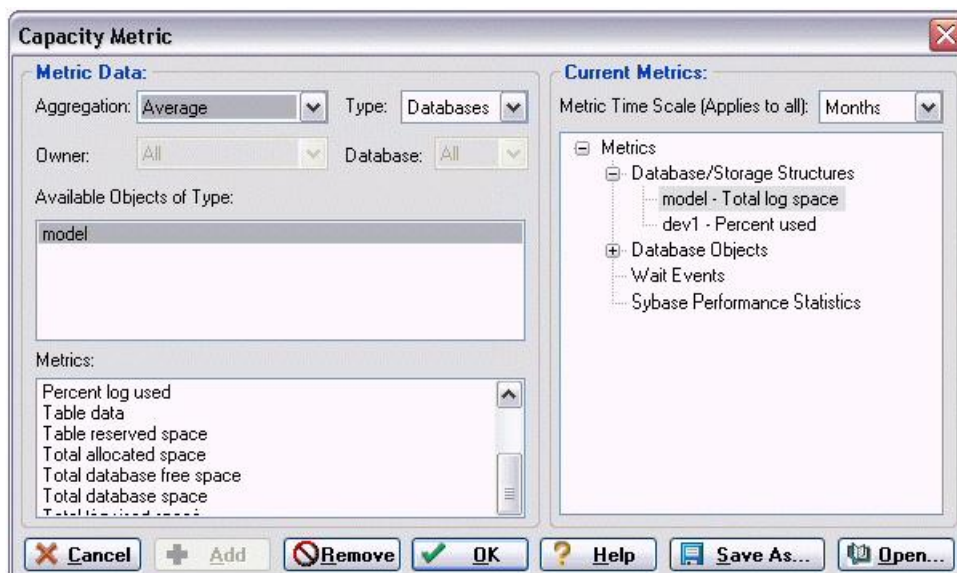 Capacity Metric
Metric Data:
Aggregation: Average Type: Databases
Owner: All Database: All
Available Objects of Type:
model
Metrics:
Percent log used
Table data
Table reserved space
Total allocated space
Total database free space
Total database space
Current Metrics:
Metric Time Scale (Applies to all): Months
Metrics
Database/Storage Structures
model - Total log space
dev1 - Percent used
Database Objects
Wait Events
Sybase Performance Statistics
Cancel Add Remove OK Help Save As... Open...